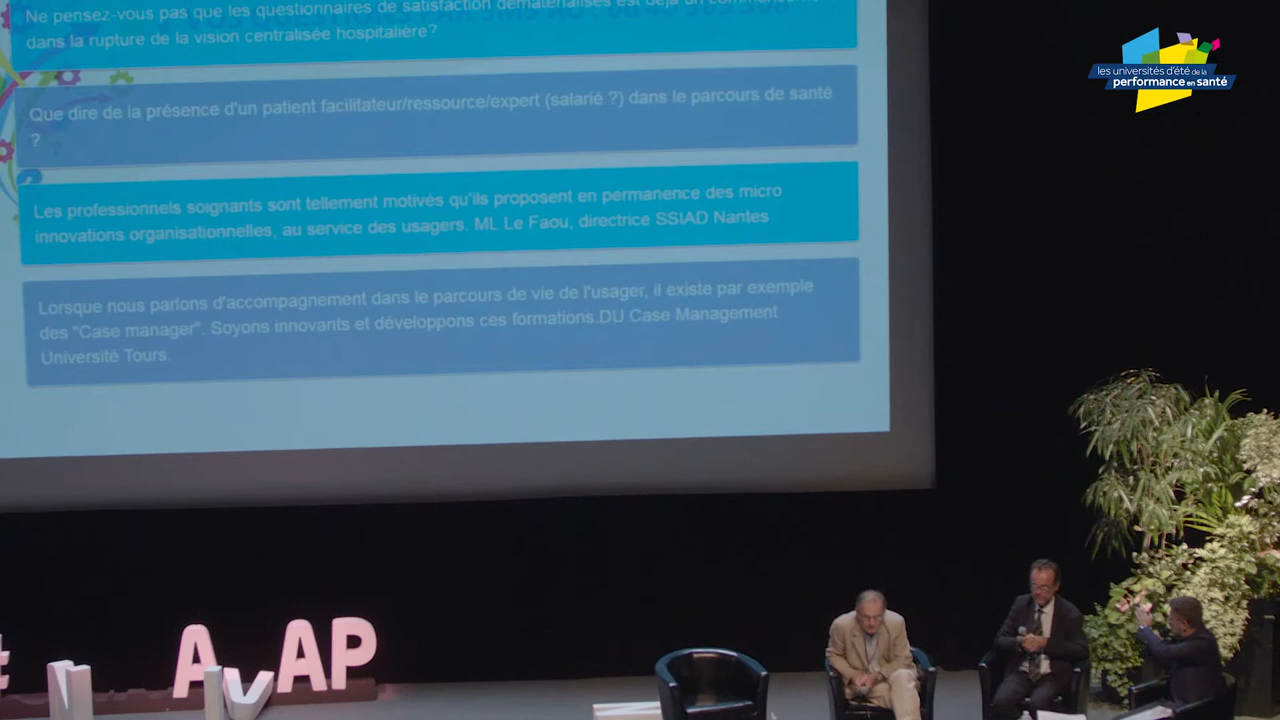 Ne pensez-vous pas que les questionnaires de satisfaction dématérialisés est déjà un
dans la rupture de la vision centralisée hospitalière?
Que dire de la présence d'un patient facilitateur/ressource/expert (salarié ?) dans le parcours de santé
?
Les professionnels soignants sont tellement motivés qu'ils proposent en permanence des micro
innovations organisationnelles, au service des usagers. ML Le Faou, directrice SSIAD Nantes
Lorsque nous parlons d'accompagnement dans le parcours de vie de l'usager, il existe par exemple
des "Case manager". Soyons innovants et développons ces formations.DU Case Management
Université Tours.
les universités d'été de la
performance en santé
AvAP